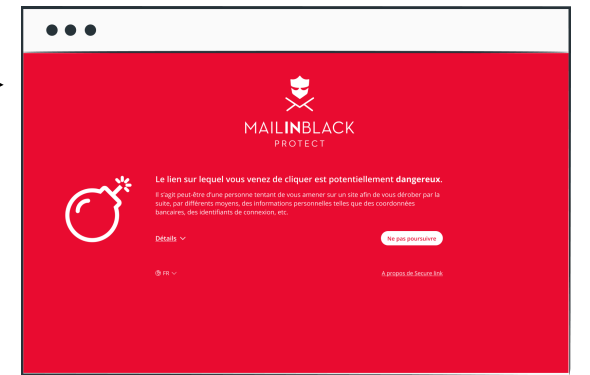 MAILINBLACK
PROTECT
Le lien sur lequel vous venez de cliquer est potentiellement dangereux.
Il s'agit peut-être d'une personne tentant de vous amener sur un site afin de vous dérober par la
suite, par différents moyens, des informations personnelles telles que des coordonnées
bancaires, des identifiants de connexion, etc.
Détails
Ne pas poursuivre
FR
A propos de Secure link